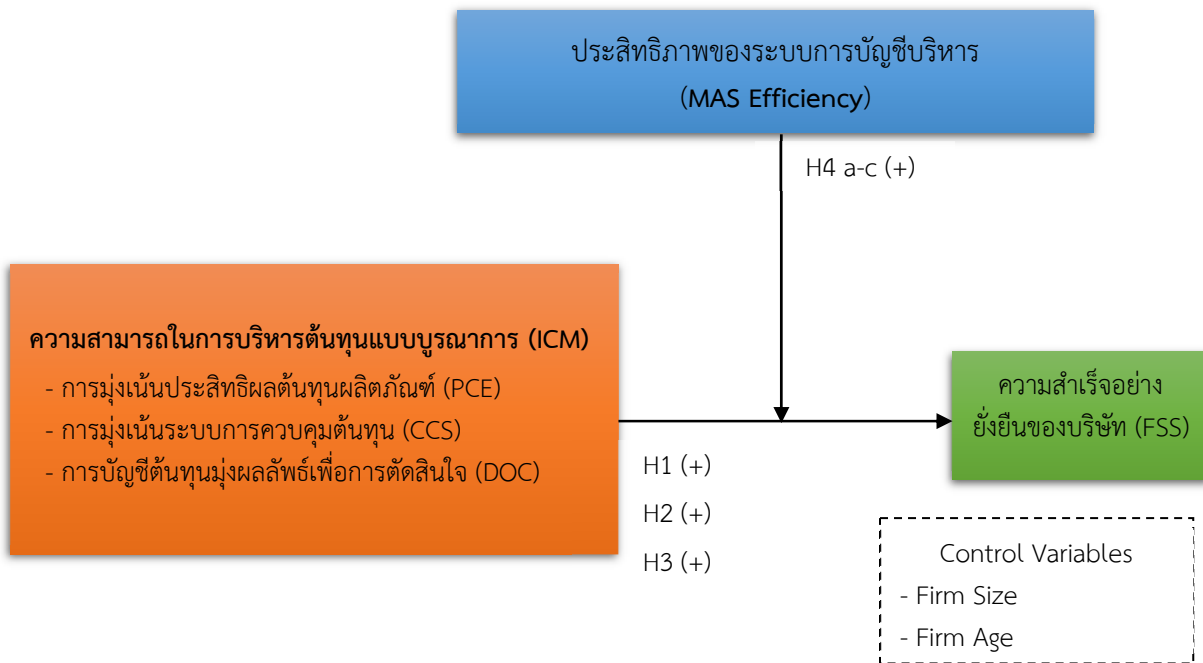 ประสิทธิภาพของระบบการบัญชีบริหาร
(MAS Efficiency)
H4 a-c (+)
ความสามารถในการบริหารต้นทุนแบบบูรณาการ (ICM)
- การมุ่งเน้นประสิทธิผลต้นทุนผลิตภัณฑ์ (PCE)
- การมุ่งเน้นระบบการควบคุมต้นทุน (CCS)
- การบัญชีต้นทุนมุ่งผลลัพธ์เพื่อการตัดสินใจ (DOC)
H1 (+)
H2 (+)
H3 (+)
ความสำเร็จอย่าง
ยั่งยืนของบริษัท (FSS)
Control Variables
- Firm Size
- Firm Age